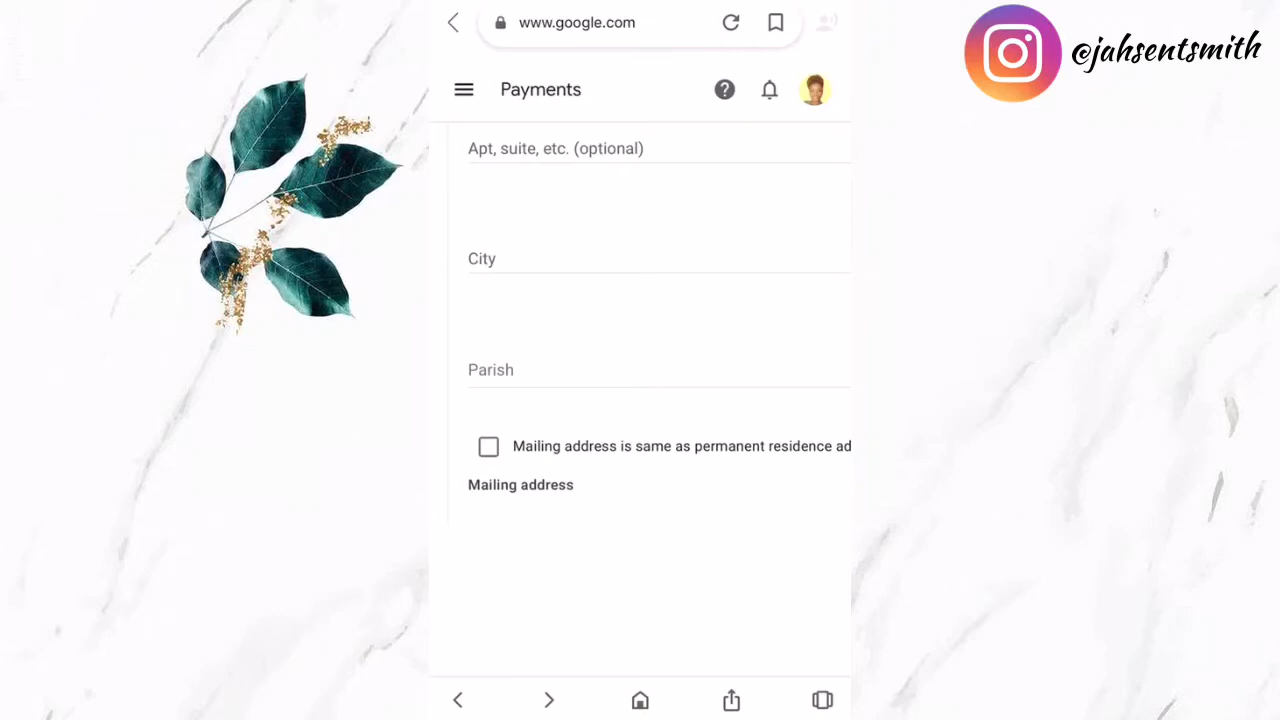 www.google.com
@jahsentsmith
Payments
Apt, suite, etc. (optional)
City
Parish
Mailing address is same as permanent residence ad
Mailing address